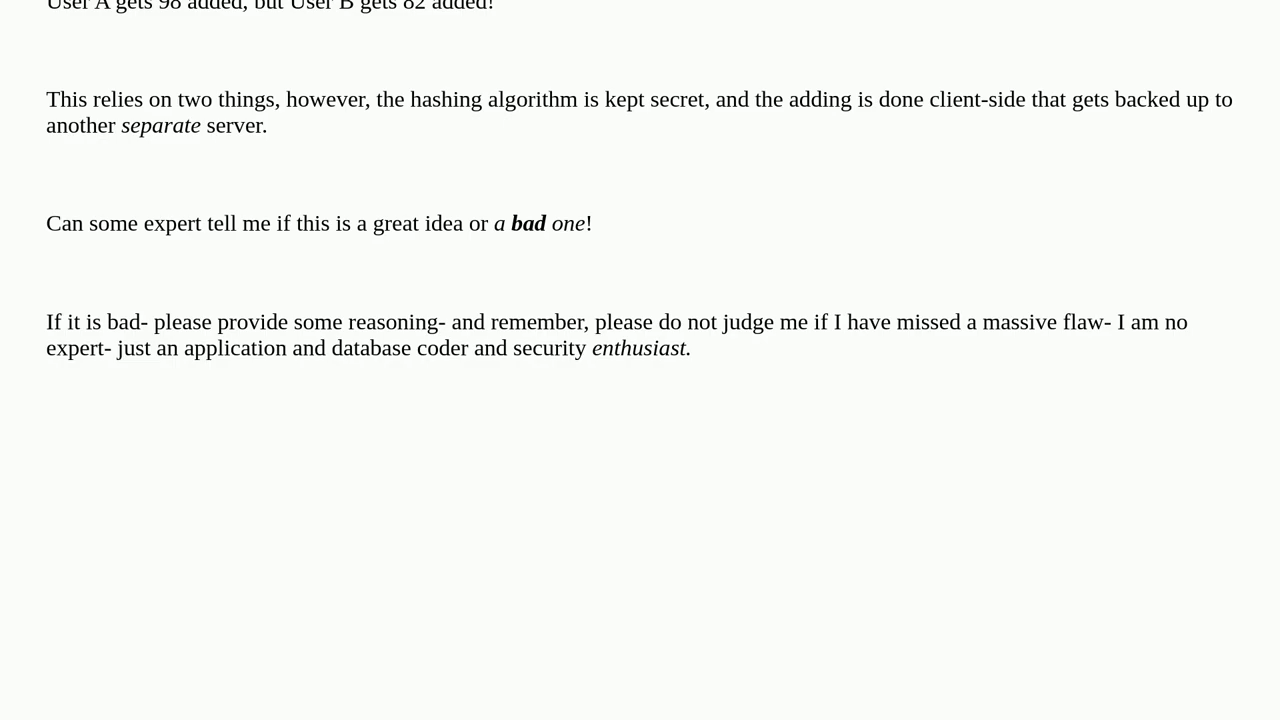 User A gets 98 added, but User B gets 82 added!
This relies on two things, however, the hashing algorithm is kept secret, and the adding is done client-side that gets backed up to
another separate server.
Can some expert tell me if this is a great idea or a bad one!
If it is bad- please provide some reasoning- and remember, please do not judge me if I have missed a massive flaw- I am no
expert- just an application and database coder and security enthusiast.